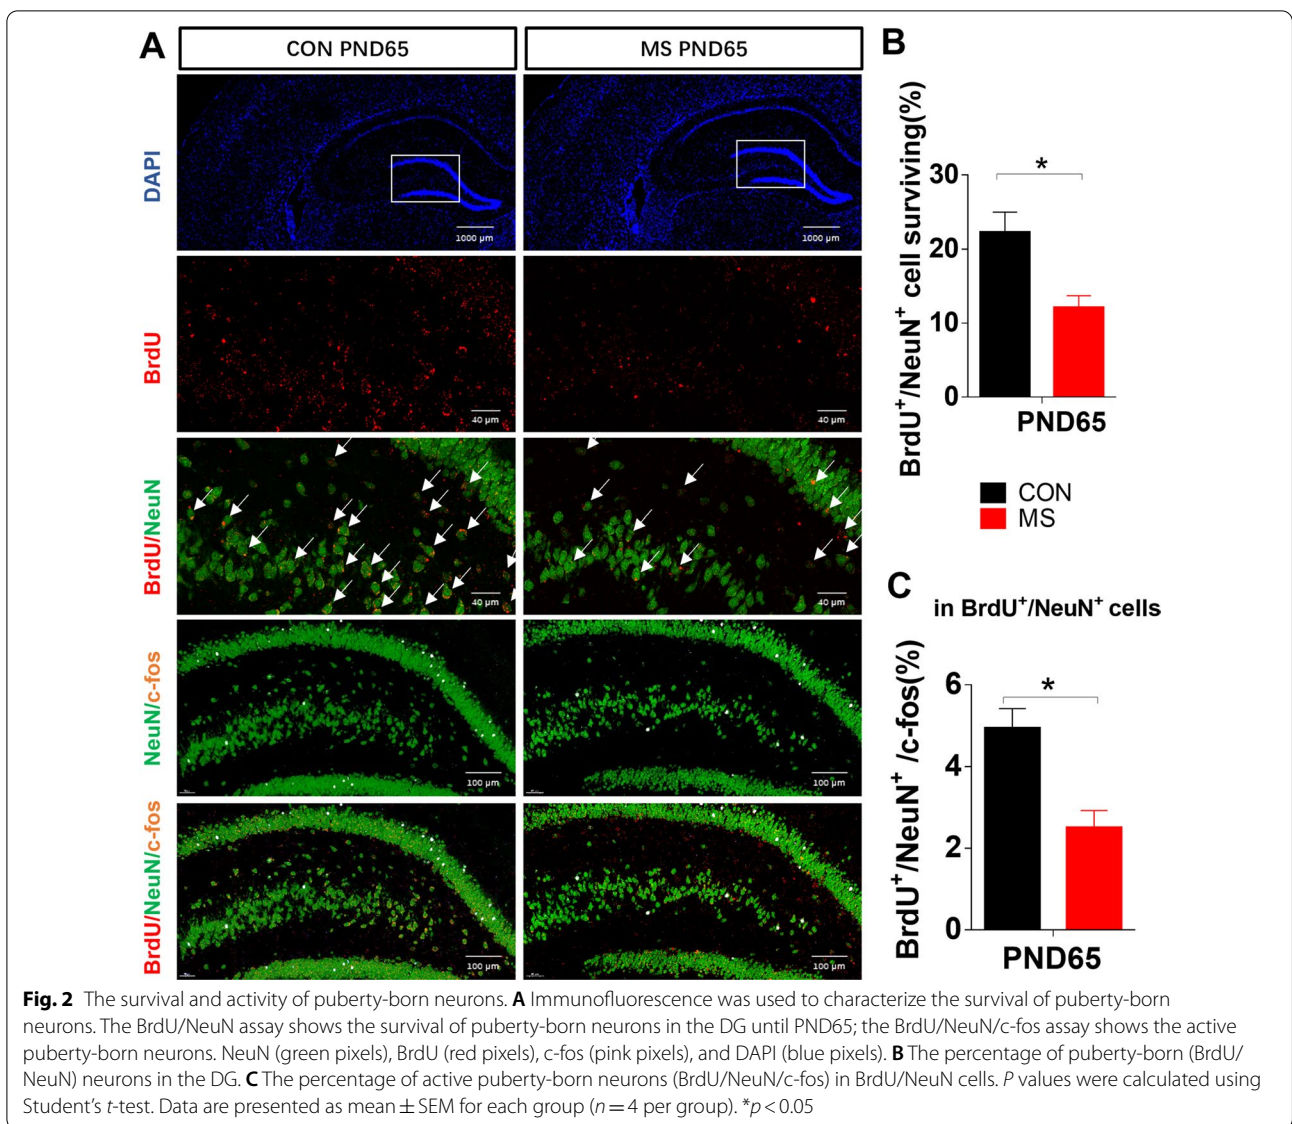 A
CON PND65
MS PND65
DAPI
1000 µm
1000 µm
BrdU
40 µm
40 µm
BrdU/NeuN
40 µm
40 µm
NeuN/c-fos
100 µm
100 µm
BrdU/NeuN/c-fos
100 µm
100 µm
B
BrdU⁺/NeuN⁺ cell surviving(%)
30
20
10
0
*
PND65
CON
MS
C
in BrdU⁺/NeuN⁺ cells
BrdU⁺/NeuN⁺ /c-fos(%)
6
4
2
0
*
PND65
Fig. 2 The survival and activity of puberty-born neurons. A Immunofluorescence was used to characterize the survival of puberty-born
neurons. The BrdU/NeuN assay shows the survival of puberty-born neurons in the DG until PND65; the BrdU/NeuN/c-fos assay shows the active
puberty-born neurons. NeuN (green pixels), BrdU (red pixels), c-fos (pink pixels), and DAPI (blue pixels). B The percentage of puberty-born (BrdU/
NeuN) neurons in the DG. C The percentage of active puberty-born neurons (BrdU/NeuN/c-fos) in BrdU/NeuN cells. P values were calculated using
Student's t-test. Data are presented as mean ± SEM for each group (n = 4 per group). *p < 0.05